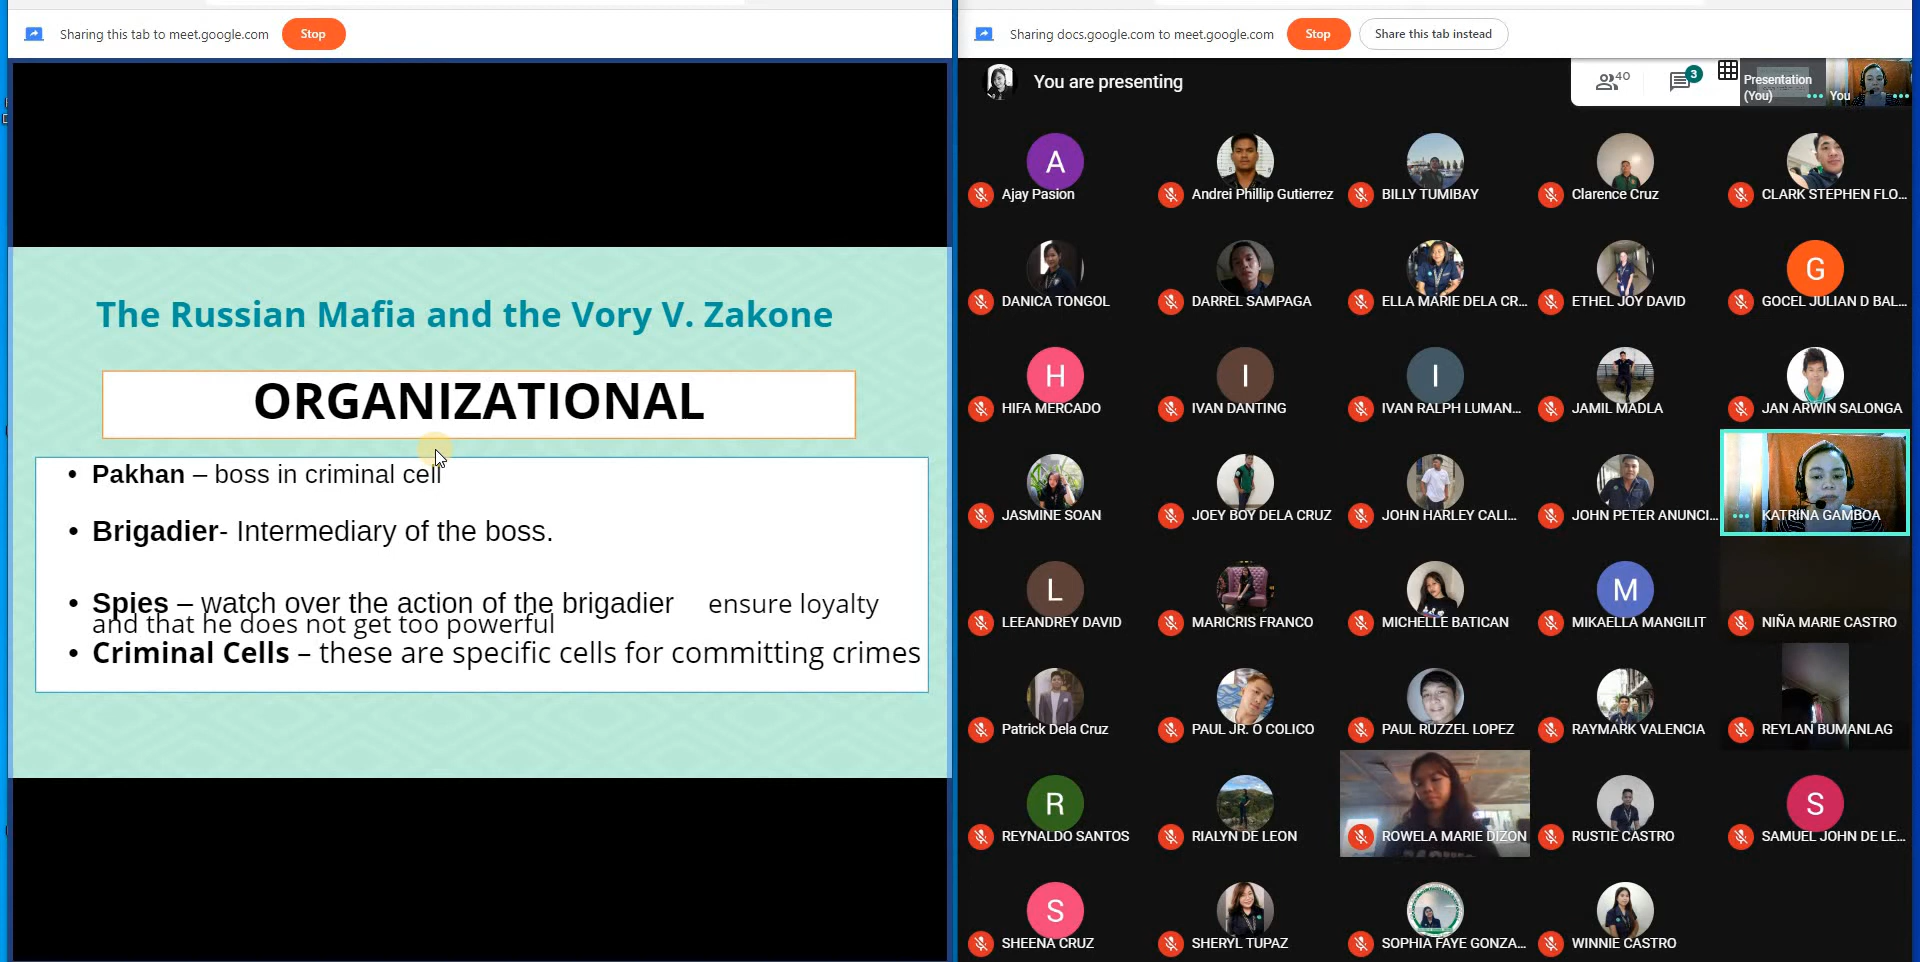 Sharing this tab to meet.google.com
Stop
The Russian Mafia and the Vory V. Zakone
ORGANIZATIONAL
• Pakhan – boss in criminal cell
• Brigadier- Intermediary of the boss.
• Spies – watch over the action of the brigadier ensure loyalty
and that he does not get too powerful
• Criminal Cells – these are specific cells for committing crimes
Sharing docs.google.com to meet.google.com
Stop
Share this tab instead
You are presenting
40
3
Presentation
(You)
You
A
Ajay Pasion
Andrei Phillip Gutierrez
BILLY TUMIBAY
Clarence Cruz
CLARK STEPHEN FLO...
DANICA TONGOL
DARREL SAMPAGA
ELLA MARIE DELA CR...
ETHEL JOY DAVID
G
GOCEL JULIAN D BAL...
H
HIFA MERCADO
I
IVAN DANTING
I
IVAN RALPH LUMAN...
JAMIL MADLA
JAN ARWIN SALONGA
JASMINE SOAN
JOEY BOY DELA CRUZ
JOHN HARLEY CALI...
JOHN PETER ANUNCI...
KATRINA GAMBOA
L
LEEANDREY DAVID
MARICRIS FRANCO
MICHELLE BATICAN
M
MIKAELLA MANGILIT
NIÑA MARIE CASTRO
Patrick Dela Cruz
PAUL JR. O COLICO
PAUL RUZZEL LOPEZ
RAYMARK VALENCIA
REYLAN BUMANLAG
R
REYNALDO SANTOS
RIALYN DE LEON
ROWELA MARIE DIZON
RUSTIE CASTRO
S
SAMUEL JOHN DE LE...
S
SHEENA CRUZ
SHERYL TUPAZ
SOPHIA FAYE GONZA...
WINNIE CASTRO